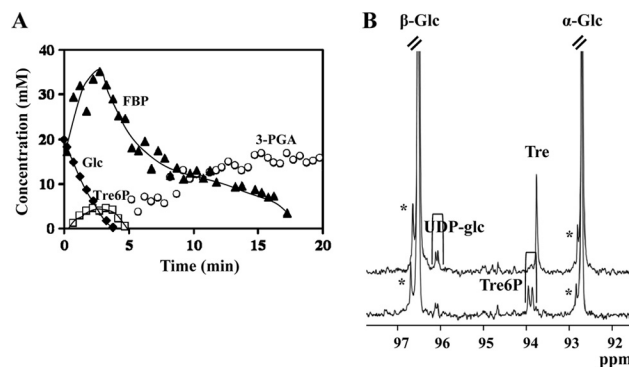 A
Concentration (mM)
40
30
20
10
0
FBP
3-PGA
Glc
Tre6P
0 5 10 15 20
Time (min)
B
β-Glc α-Glc
Tre
* UDP-glc *
* Tre6P *
97 96 95 94 93 92
ppm